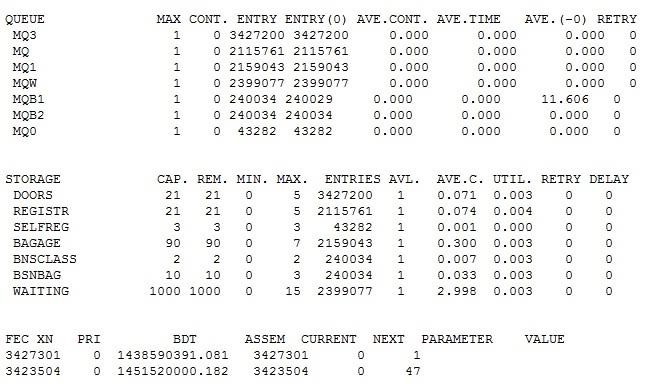 QUEUE MAX CONT. ENTRY ENTRY(0) AVE.CONT. AVE.TIME AVE.(-0) RETRY
MQ3 1 0 3427200 3427200 0.000 0.000 0.000 0
MQ 1 0 2115761 2115761 0.000 0.000 0.000 0
MQ1 1 0 2159043 2159043 0.000 0.000 0.000 0
MQW 1 0 2399077 2399077 0.000 0.000 0.000 0
MQB1 1 0 240034 240029 0.000 0.000 11.606 0
MQB2 1 0 240034 240034 0.000 0.000 0.000 0
MQ0 1 0 43282 43282 0.000 0.000 0.000 0
STORAGE CAP. REM. MIN. MAX. ENTRIES AVL. AVE.C. UTIL. RETRY DELAY
DOORS 21 21 0 5 3427200 1 0.071 0.003 0 0
REGISTR 21 21 0 5 2115761 1 0.074 0.004 0 0
SELFREG 3 3 0 3 43282 1 0.001 0.000 0 0
BAGAGE 90 90 0 7 2159043 1 0.300 0.003 0 0
BNSCLASS 2 2 0 2 240034 1 0.007 0.003 0 0
BSNBAG 10 10 0 3 240034 1 0.033 0.003 0 0
WAITING 1000 1000 0 15 2399077 1 2.998 0.003 0 0
FEC XN PRI BDT ASSEM CURRENT NEXT PARAMETER VALUE
3427301 0 1438590391.081 3427301 0 1
3423504 0 1451520000.182 3423504 0 47